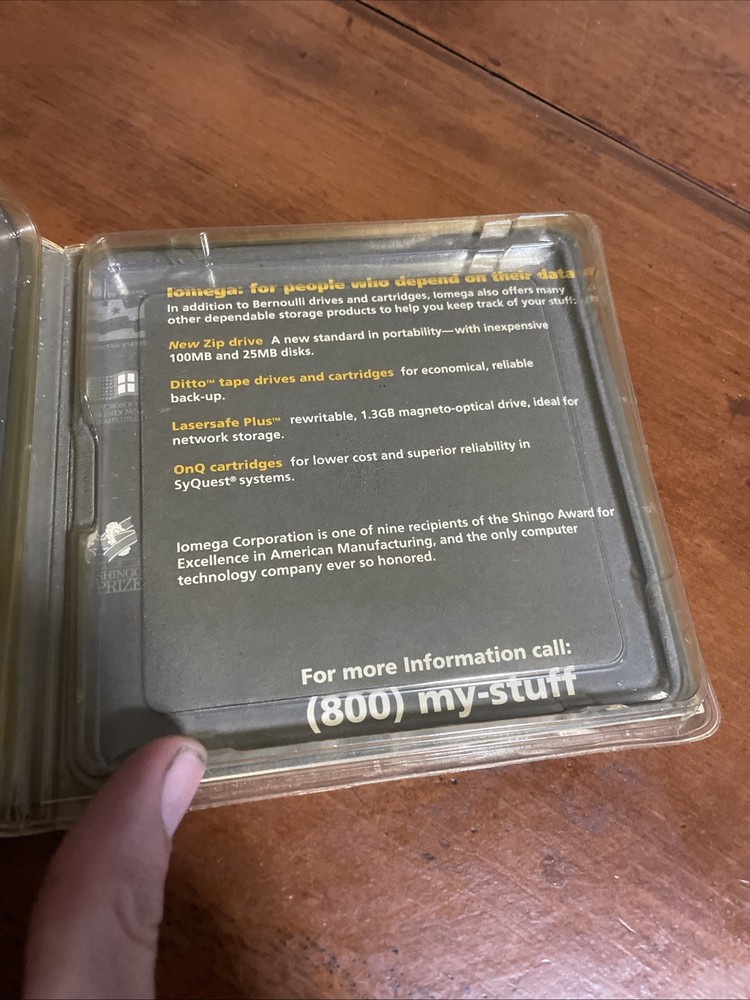 Iomega: for people who depend on their data
In addition to Bernoulli drives and cartridges, Iomega also offers many
other dependable storage products to help you keep track of your stuff:
New Zip drive A new standard in portability—with inexpensive
100MB and 25MB disks.
Ditto™ tape drives and cartridges for economical, reliable
back-up.
Lasersafe Plus™ rewritable, 1.3GB magneto-optical drive, ideal for
network storage.
OnQ cartridges for lower cost and superior reliability in
SyQuest® systems.
Iomega Corporation is one of nine recipients of the Shingo Award for
Excellence in American Manufacturing, and the only computer
technology company ever so honored.
SHINGO
PRIZE
For more Information call:
(800) my-stuff